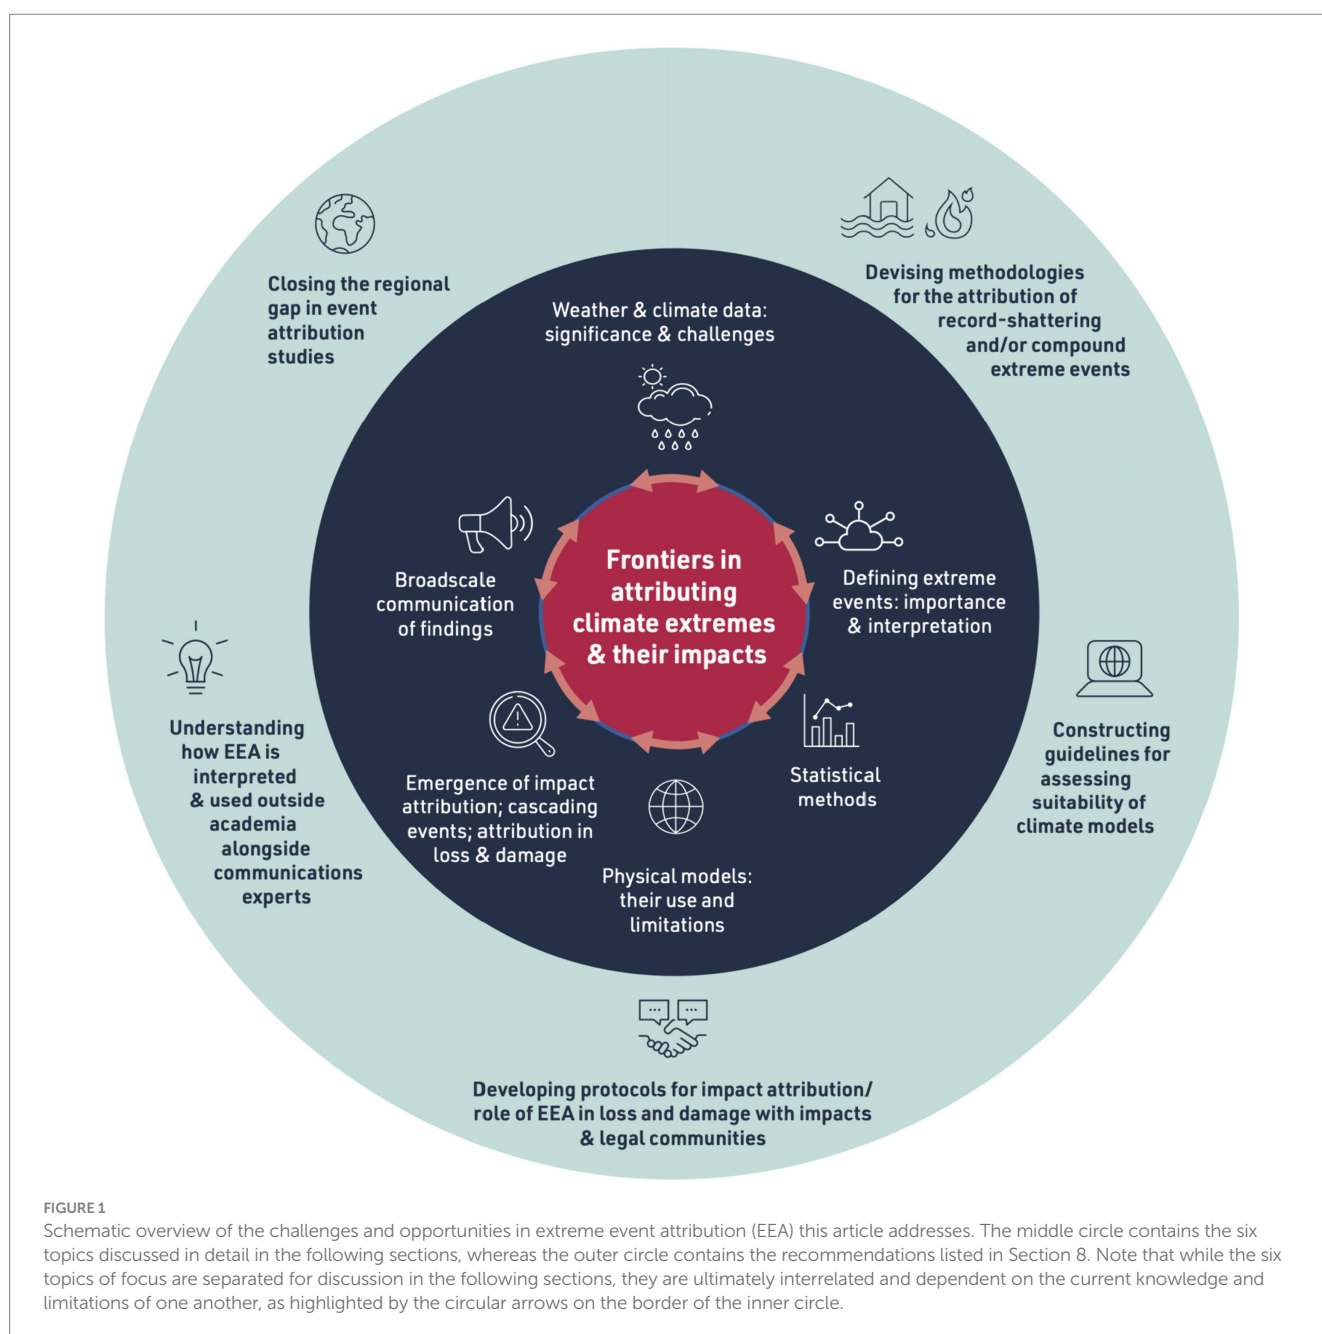 Closing the regional
gap in event
attribution
studies
Devising methodologies
for the attribution of
record-shattering
and/or compound
extreme events
Weather & climate data:
significance & challenges
Broadscale
communication
of findings
Frontiers in
attributing
climate extremes
& their impacts
Defining extreme
events: importance
& interpretation
Understanding
how EEA is
interpreted
& used outside
academia
alongside
communications
experts
Emergence of impact
attribution; cascading
events; attribution in
loss & damage
Physical models:
their use and
limitations
Statistical
methods
Constructing
guidelines for
assessing
suitability of
climate models
Developing protocols for impact attribution/
role of EEA in loss and damage with impacts
& legal communities
FIGURE 1
Schematic overview of the challenges and opportunities in extreme event attribution (EEA) this article addresses. The middle circle contains the six
topics discussed in detail in the following sections, whereas the outer circle contains the recommendations listed in Section 8. Note that while the six
topics of focus are separated for discussion in the following sections, they are ultimately interrelated and dependent on the current knowledge and
limitations of one another, as highlighted by the circular arrows on the border of the inner circle.